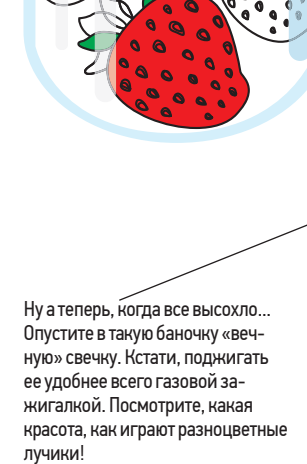 Ну а теперь, когда все высохло...
Опустите в такую баночку «веч-
ную» свечку. Кстати, поджигать
ее удобнее всего газовой за-
жигалкой. Посмотрите, какая
красота, как играют разноцветные
лучики!